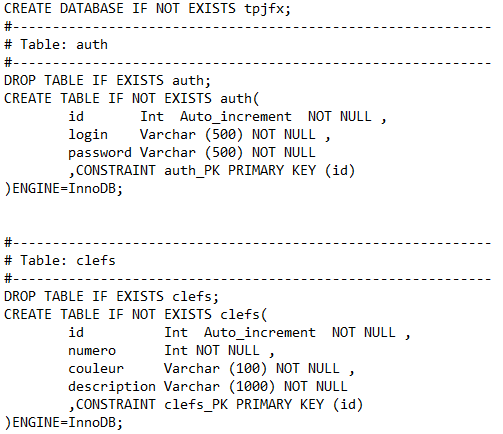 CREATE DATABASE IF NOT EXISTS tpjfx;
#------------------------------------------------------------
# Table: auth
#------------------------------------------------------------
DROP TABLE IF EXISTS auth;
CREATE TABLE IF NOT EXISTS auth(
        id       Int  Auto_increment  NOT NULL ,
        login    Varchar (500) NOT NULL ,
        password Varchar (500) NOT NULL
        ,CONSTRAINT auth_PK PRIMARY KEY (id)
)ENGINE=InnoDB;
#------------------------------------------------------------
# Table: clefs
#------------------------------------------------------------
DROP TABLE IF EXISTS clefs;
CREATE TABLE IF NOT EXISTS clefs(
        id          Int  Auto_increment  NOT NULL ,
        numero      Int NOT NULL ,
        couleur     Varchar (100) NOT NULL ,
        description Varchar (1000) NOT NULL
        ,CONSTRAINT clefs_PK PRIMARY KEY (id)
)ENGINE=InnoDB;